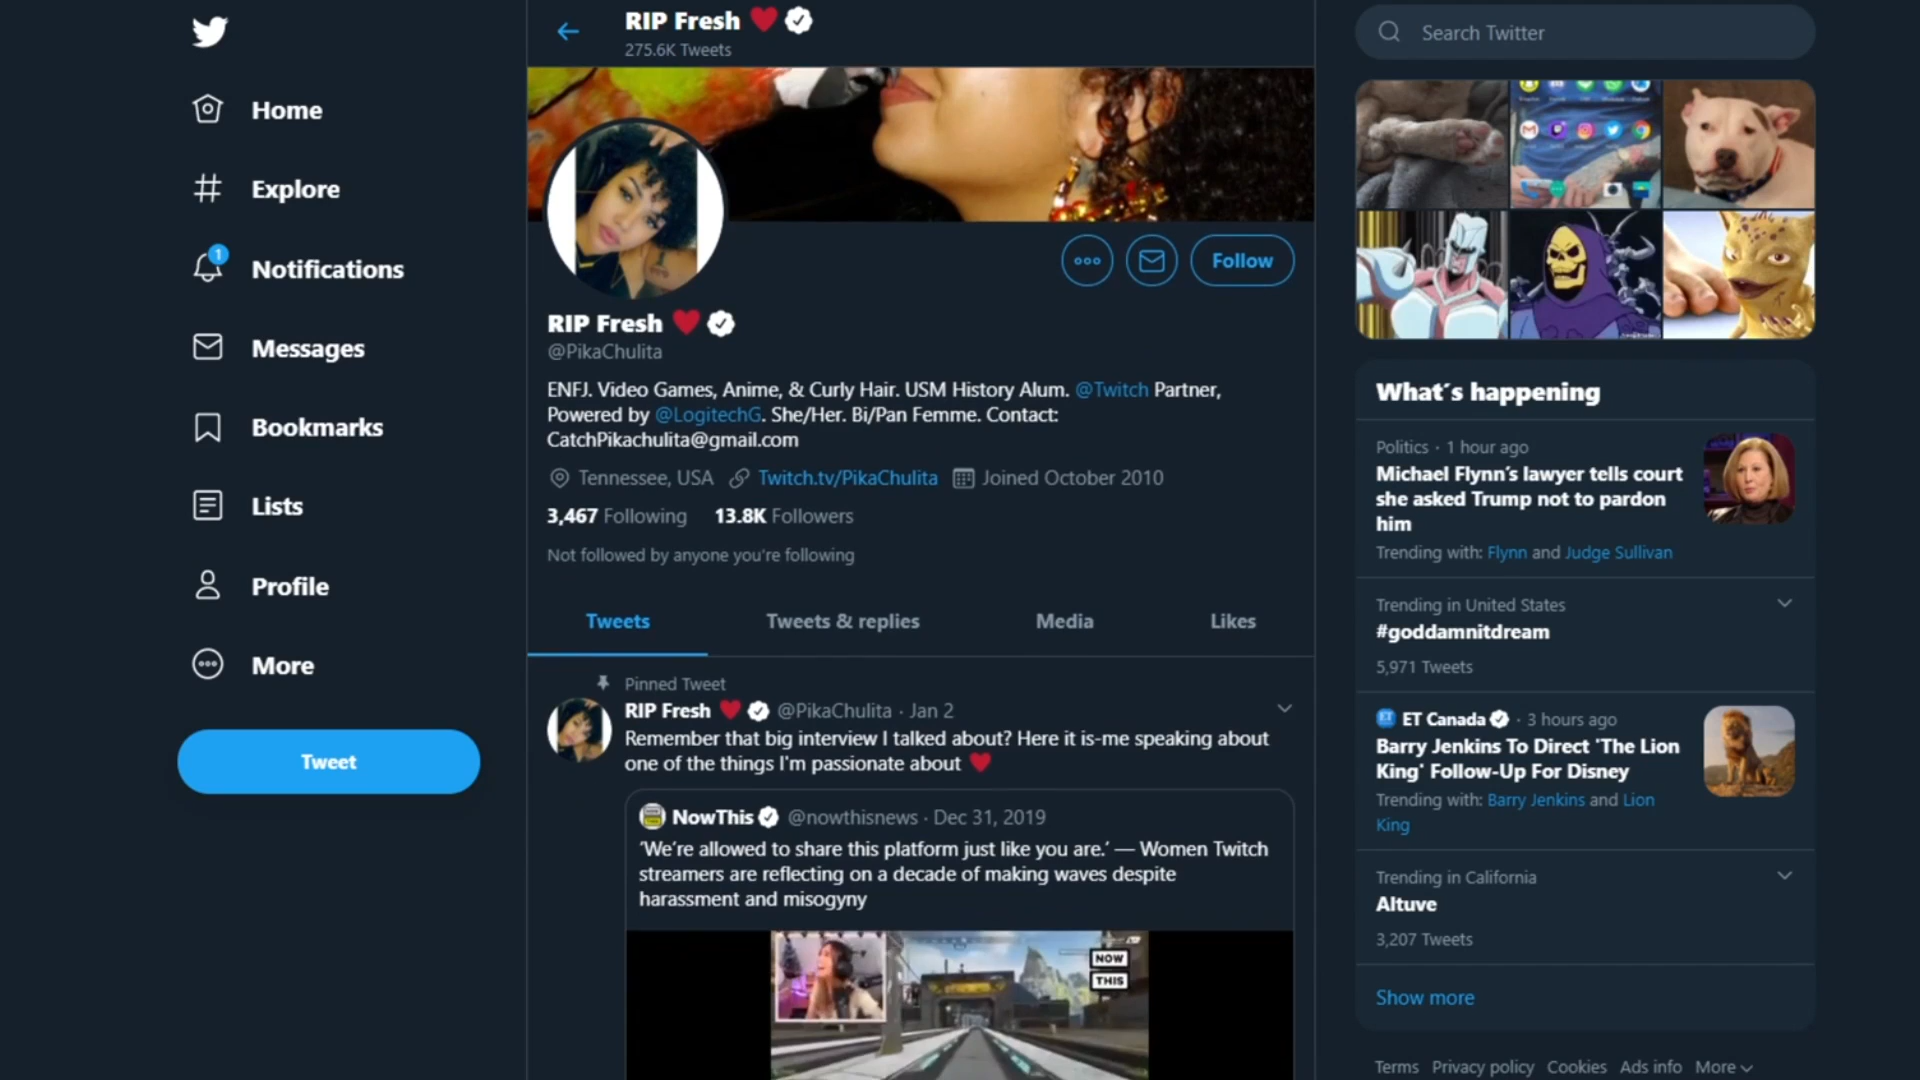 Home
Explore
1
Notifications
Messages
Bookmarks
Lists
Profile
More
Tweet
RIP Fresh
275.6K Tweets
Follow
RIP Fresh
@PikaChulita
ENFJ. Video Games, Anime, & Curly Hair. USM History Alum. @Twitch Partner,
Powered by @LogitechG. She/Her. Bi/Pan Femme. Contact:
CatchPikachulita@gmail.com
Tennessee, USA Twitch.tv/PikaChulita Joined October 2010
3,467 Following 13.8K Followers
Not followed by anyone you're following
Tweets Tweets & replies Media Likes
Pinned Tweet
RIP Fresh @PikaChulita · Jan 2
Remember that big interview I talked about? Here it is-me speaking about
one of the things I'm passionate about
NowThis @nowthisnews · Dec 31, 2019
'We're allowed to share this platform just like you are.' — Women Twitch
streamers are reflecting on a decade of making waves despite
harassment and misogyny
NOW
THIS
Search Twitter
What's happening
Politics · 1 hour ago
Michael Flynn's lawyer tells court
she asked Trump not to pardon
him
Trending with: Flynn and Judge Sullivan
Trending in United States
#goddamnitdream
5,971 Tweets
ET Canada · 3 hours ago
Barry Jenkins To Direct 'The Lion
King' Follow-Up For Disney
Trending with: Barry Jenkins and Lion
King
Trending in California
Altuve
3,207 Tweets
Show more
Terms Privacy policy Cookies Ads info More